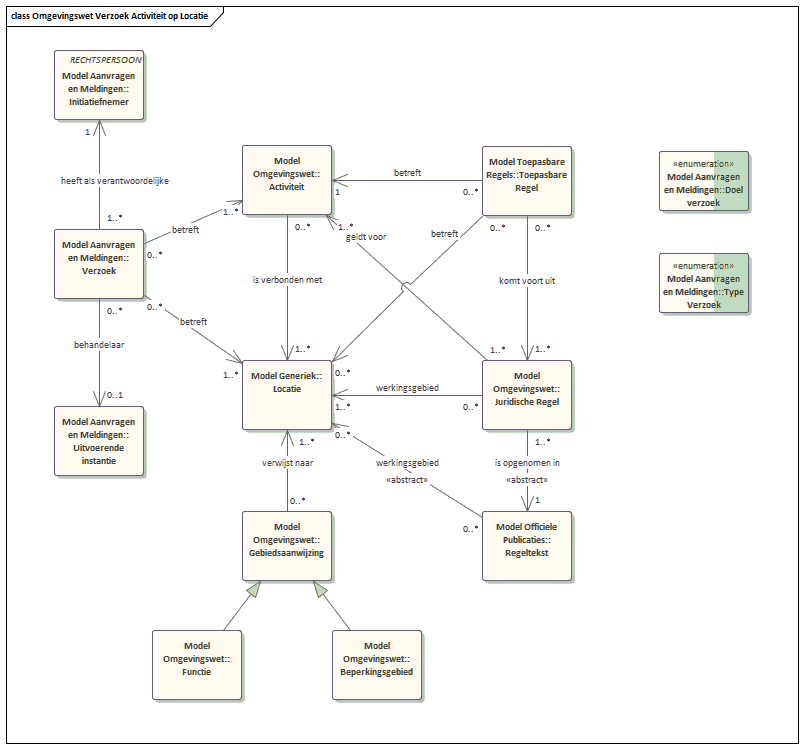 class Omgevingswet Verzoek Activiteit op Locatie
RECHTSPERSOON
Model Aanvragen
en Meldingen::
Initiatiefnemer
1
heeft als verantwoordelijke
1..*
Model Aanvragen
en Meldingen::
Verzoek
0..*
betreft
1..*
0..*
betreft
1..*
0..*
behandelaar
0..1
Model Aanvragen
en Meldingen::
Uitvoerende
instantie
Model
Omgevingswet::
Activiteit
0..*
is verbonden met
1..*
1
betreft
0..*
1..*
geldt voor
1..*
Model Toepasbare
Regels::Toepasbare
Regel
0..*
betreft
0..*
0..*
komt voort uit
1..*
Model Generiek::
Locatie
1..*
werkingsgebied
0..*
Model
Omgevingswet::
Juridische Regel
0..*
werkingsgebied
«abstract»
0..*
1..*
is opgenomen in
«abstract»
1
1..*
verwijst naar
0..*
Model
Omgevingswet::
Gebiedsaanwijzing
Model Officiele
Publicaties::
Regeltekst
Model
Omgevingswet::
Functie
Model
Omgevingswet::
Beperkingsgebied
«enumeration»
Model Aanvragen
en Meldingen::Doel
verzoek
«enumeration»
Model Aanvragen
en Meldingen::Type
Verzoek